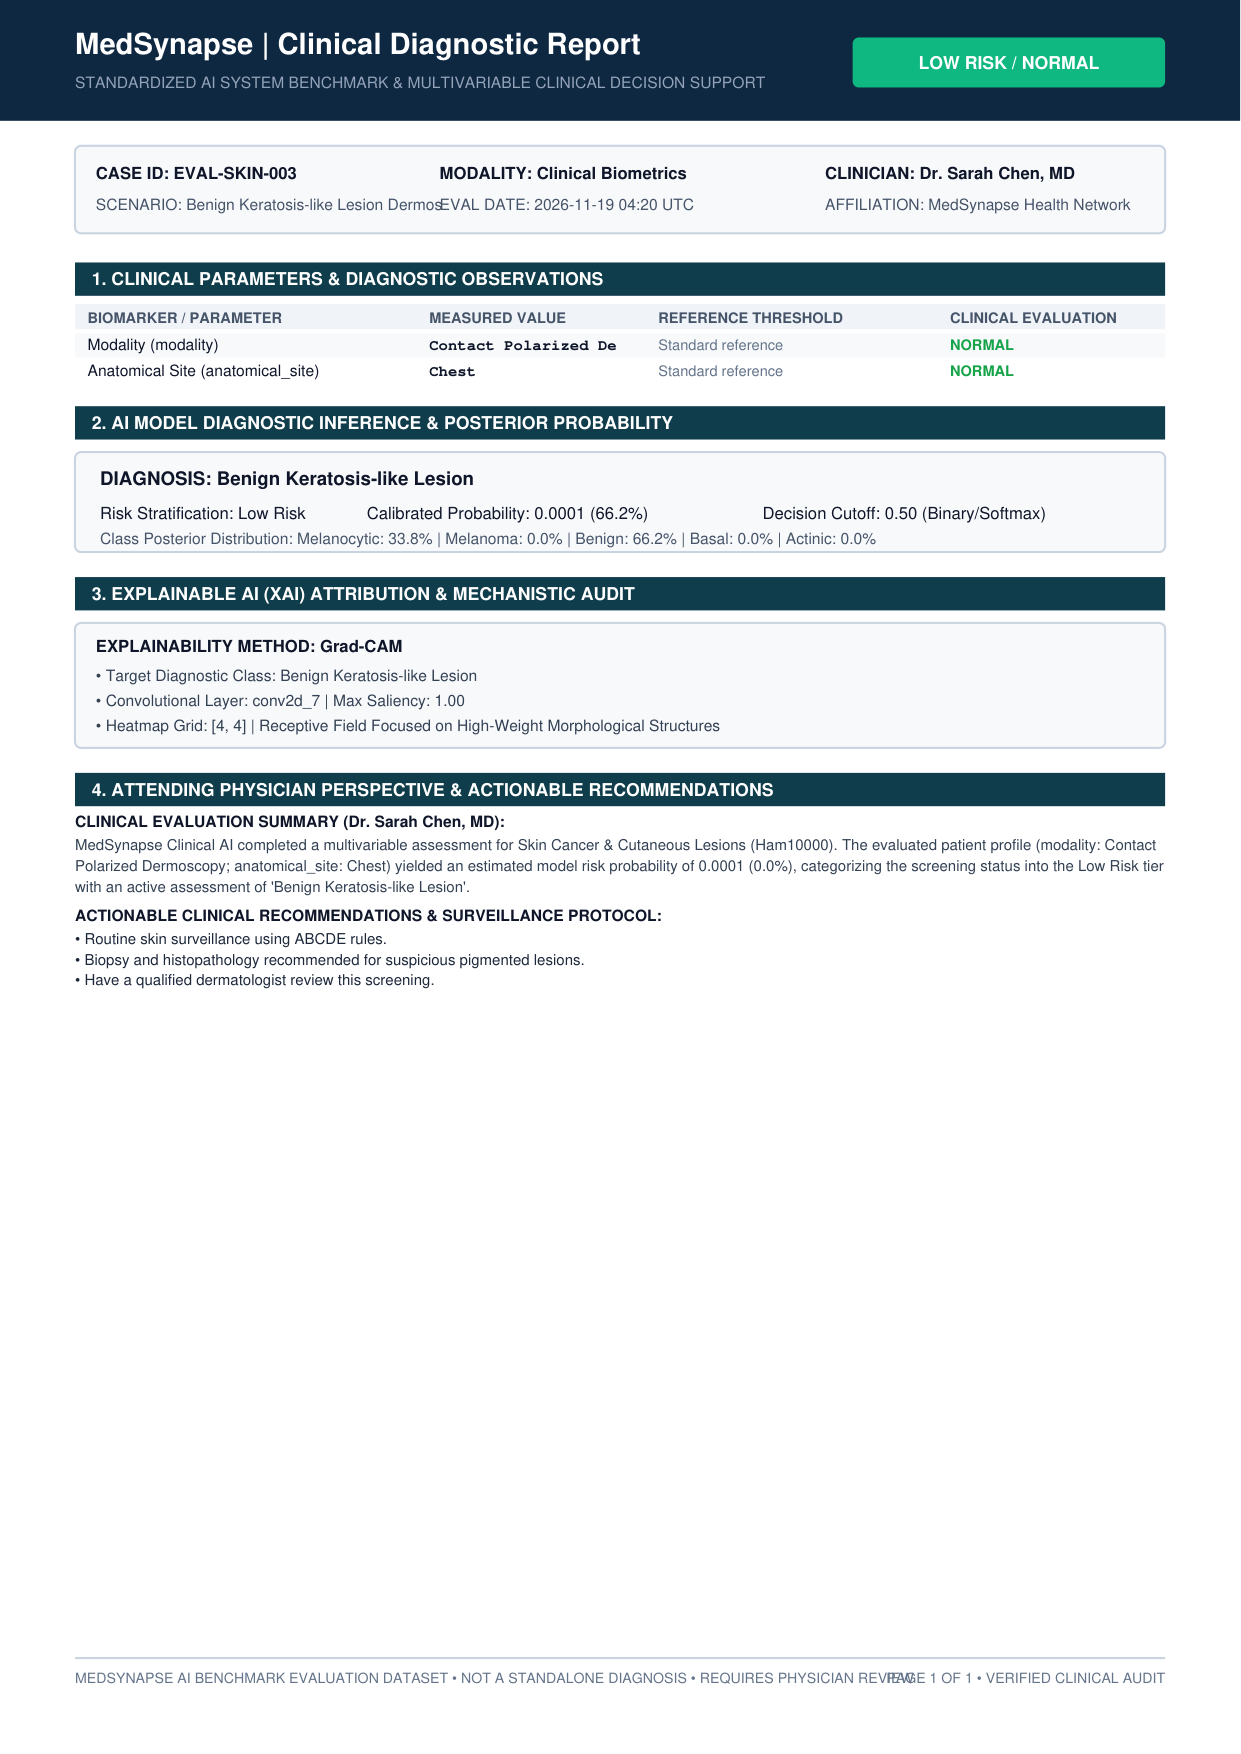 MedSynapse | Clinical Diagnostic Report
STANDARDIZED AI SYSTEM BENCHMARK & MULTIVARIABLE CLINICAL DECISION SUPPORT
LOW RISK / NORMAL
CASE ID: EVAL-SKIN-003
MODALITY: Clinical Biometrics
CLINICIAN: Dr. Sarah Chen, MD
SCENARIO: Benign Keratosis-like Lesion Dermos
EVAL DATE: 2026-11-19 04:20 UTC
AFFILIATION: MedSynapse Health Network
1. CLINICAL PARAMETERS & DIAGNOSTIC OBSERVATIONS
BIOMARKER / PARAMETER MEASURED VALUE REFERENCE THRESHOLD CLINICAL EVALUATION
Modality (modality) Contact Polarized De Standard reference NORMAL
Anatomical Site (anatomical_site) Chest Standard reference NORMAL
2. AI MODEL DIAGNOSTIC INFERENCE & POSTERIOR PROBABILITY
DIAGNOSIS: Benign Keratosis-like Lesion
Risk Stratification: Low Risk Calibrated Probability: 0.0001 (66.2%) Decision Cutoff: 0.50 (Binary/Softmax)
Class Posterior Distribution: Melanocytic: 33.8% | Melanoma: 0.0% | Benign: 66.2% | Basal: 0.0% | Actinic: 0.0%
3. EXPLAINABLE AI (XAI) ATTRIBUTION & MECHANISTIC AUDIT
EXPLAINABILITY METHOD: Grad-CAM
• Target Diagnostic Class: Benign Keratosis-like Lesion
• Convolutional Layer: conv2d_7 | Max Saliency: 1.00
• Heatmap Grid: [4, 4] | Receptive Field Focused on High-Weight Morphological Structures
4. ATTENDING PHYSICIAN PERSPECTIVE & ACTIONABLE RECOMMENDATIONS
CLINICAL EVALUATION SUMMARY (Dr. Sarah Chen, MD):
MedSynapse Clinical AI completed a multivariable assessment for Skin Cancer & Cutaneous Lesions (Ham10000). The evaluated patient profile (modality: Contact
Polarized Dermoscopy; anatomical_site: Chest) yielded an estimated model risk probability of 0.0001 (0.0%), categorizing the screening status into the Low Risk tier
with an active assessment of 'Benign Keratosis-like Lesion'.
ACTIONABLE CLINICAL RECOMMENDATIONS & SURVEILLANCE PROTOCOL:
• Routine skin surveillance using ABCDE rules.
• Biopsy and histopathology recommended for suspicious pigmented lesions.
• Have a qualified dermatologist review this screening.
MEDSYNAPSE AI BENCHMARK EVALUATION DATASET • NOT A STANDALONE DIAGNOSIS • REQUIRES PHYSICIAN REVIEW
PAGE 1 OF 1 • VERIFIED CLINICAL AUDIT